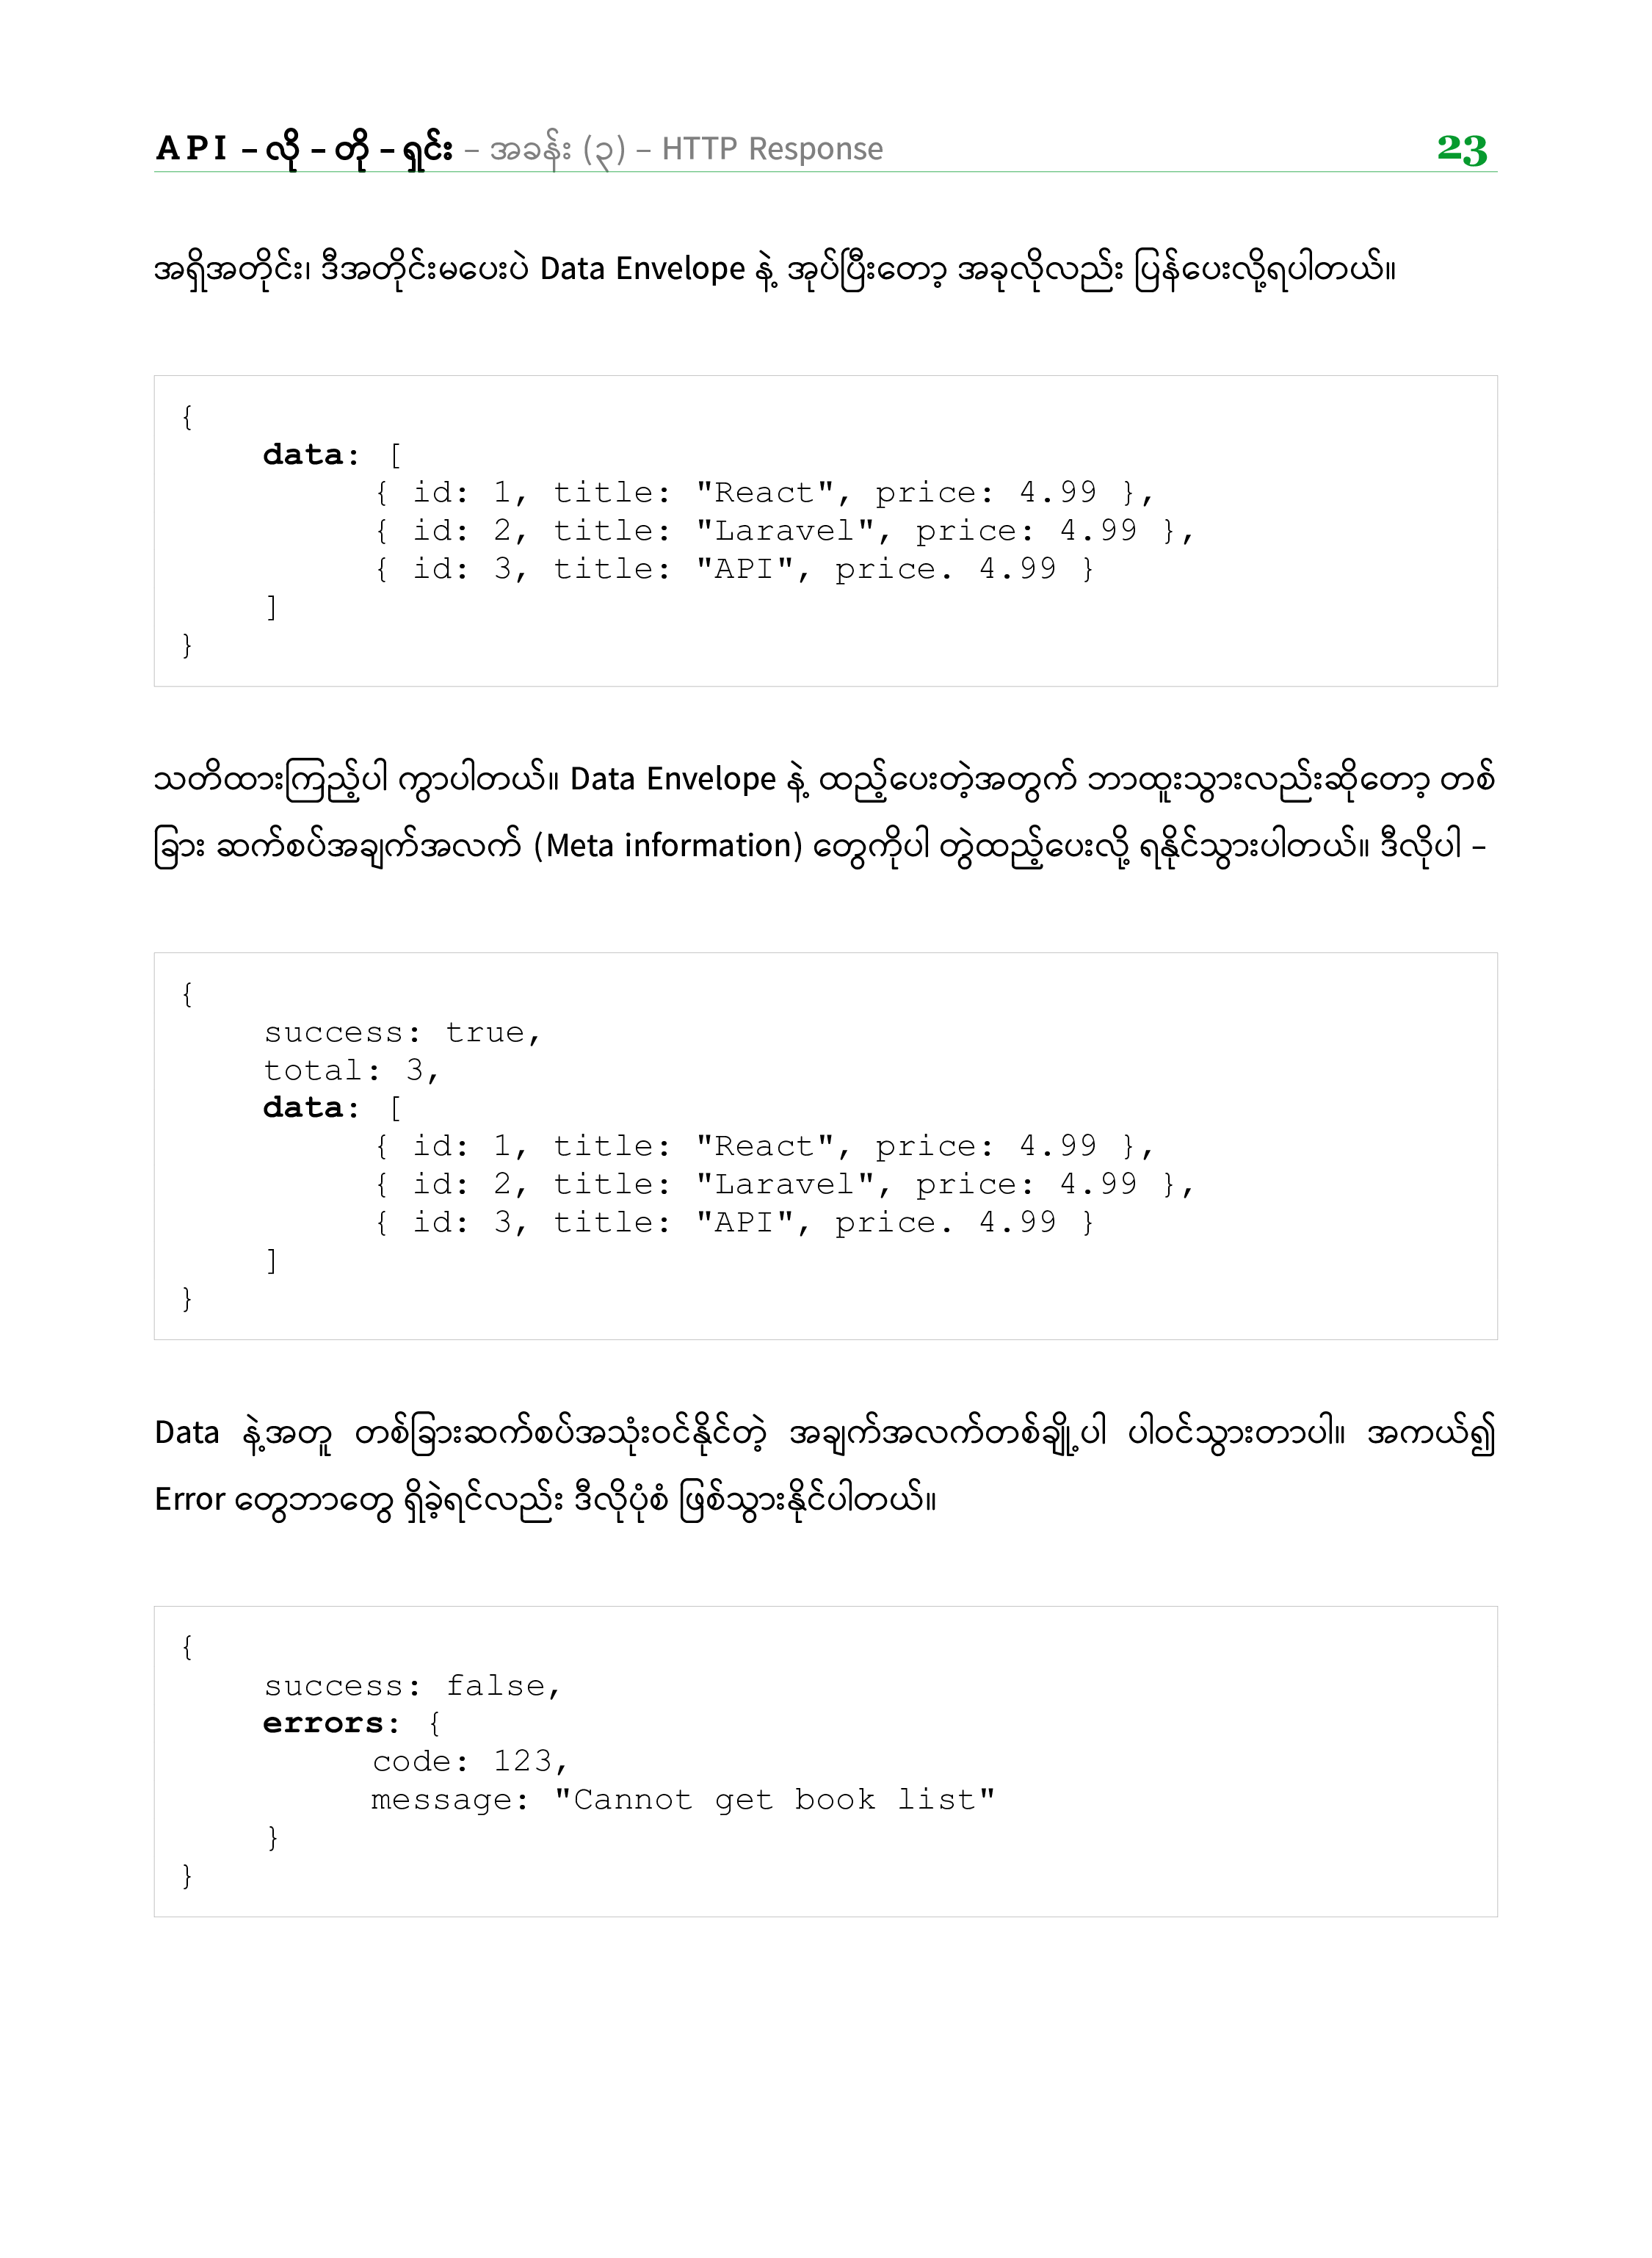 API – လို – တို – ရှင်း – အခန်း (၃) – HTTP Response 23
အရှိအတိုင်း၊ ဒီအတိုင်းမပေးပဲ Data Envelope နဲ့ အုပ်ပြီးတော့ အခုလိုလည်း ပြန်ပေးလို့ရပါတယ်။
{
data: [
{ id: 1, title: "React", price: 4.99 },
{ id: 2, title: "Laravel", price: 4.99 },
{ id: 3, title: "API", price. 4.99 }
]
}
သတိထားကြည့်ပါ ကွာပါတယ်။ Data Envelope နဲ့ ထည့်ပေးတဲ့အတွက် ဘာထူးသွားလည်းဆိုတော့ တစ်
ခြား ဆက်စပ်အချက်အလက် (Meta information) တွေကိုပါ တွဲထည့်ပေးလို့ ရနိုင်သွားပါတယ်။ ဒီလိုပါ –
{
success: true,
total: 3,
data: [
{ id: 1, title: "React", price: 4.99 },
{ id: 2, title: "Laravel", price: 4.99 },
{ id: 3, title: "API", price. 4.99 }
]
}
Data နဲ့အတူ တစ်ခြားဆက်စပ်အသုံးဝင်နိုင်တဲ့ အချက်အလက်တစ်ချို့ပါ ပါဝင်သွားတာပါ။ အကယ်၍
Error တွေဘာတွေ ရှိခဲ့ရင်လည်း ဒီလိုပုံစံ ဖြစ်သွားနိုင်ပါတယ်။
{
success: false,
errors: {
code: 123,
message: "Cannot get book list"
}
}